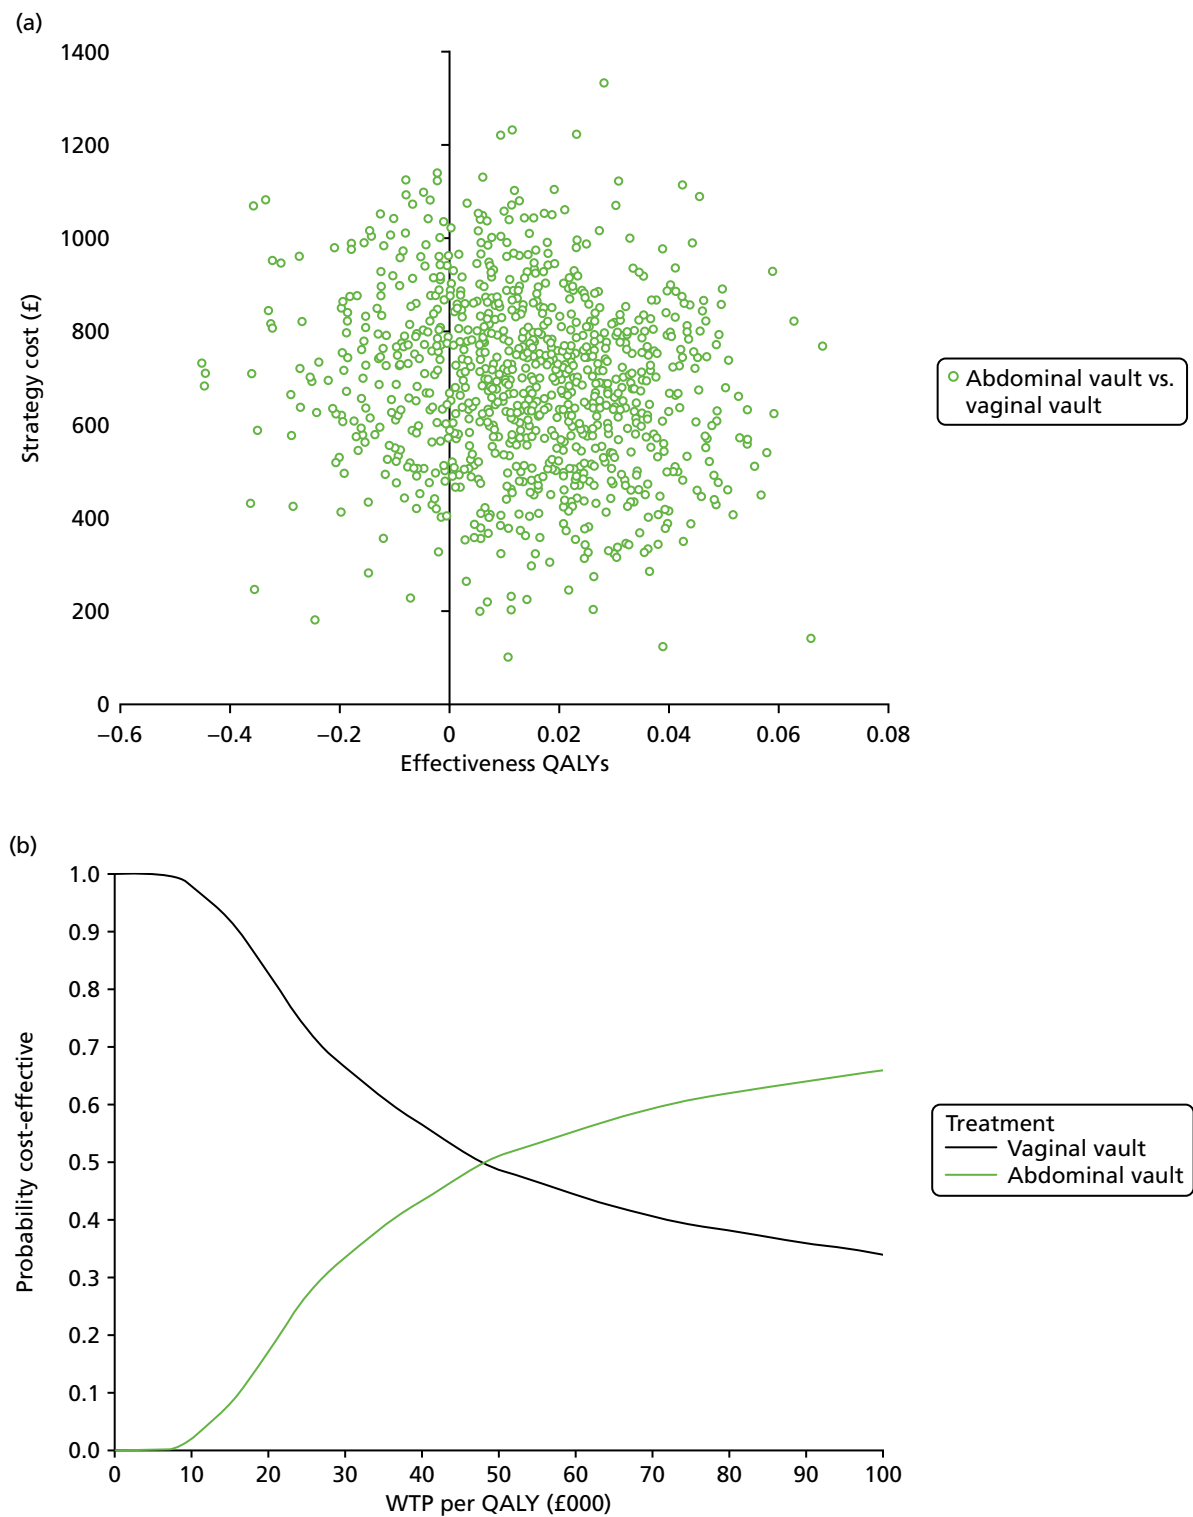 (a)
1400
1200
1000
800
600
400
200
0
Strategy cost (£)
−0.6 −0.4 −0.2 0 0.02 0.04 0.06 0.08
Effectiveness QALYs
Abdominal vault vs.
vaginal vault
(b)
1.0
0.9
0.8
0.7
0.6
0.5
0.4
0.3
0.2
0.1
0.0
Probability cost-effective
0 10 20 30 40 50 60 70 80 90 100
WTP per QALY (£000)
Treatment
Vaginal vault
Abdominal vault